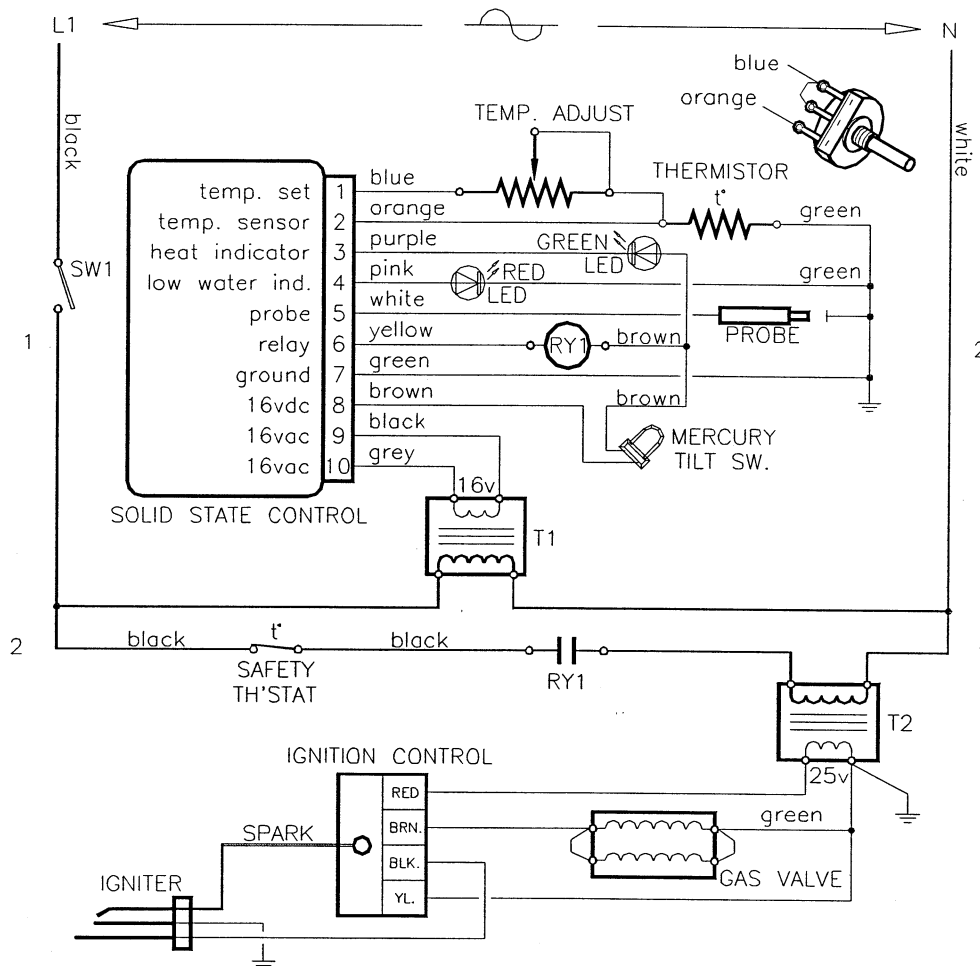 L1
N
black
white
blue
orange
TEMP. ADJUST
THERMISTOR
t°
temp. set 1 blue
temp. sensor 2 orange
green
heat indicator 3 purple
GREEN
LED
low water ind. 4 pink
RED
LED
green
probe 5 white
PROBE
relay 6 yellow
RY1
brown
ground 7 green
16vdc 8 brown
brown
16vac 9 black
16vac 10 grey
MERCURY
TILT SW.
SW1
1
2
SOLID STATE CONTROL
16v
T1
2
black
t°
SAFETY
TH'STAT
black
RY1
T2
25v
IGNITION CONTROL
RED
BRN.
BLK.
YL.
SPARK
green
GAS VALVE
IGNITER